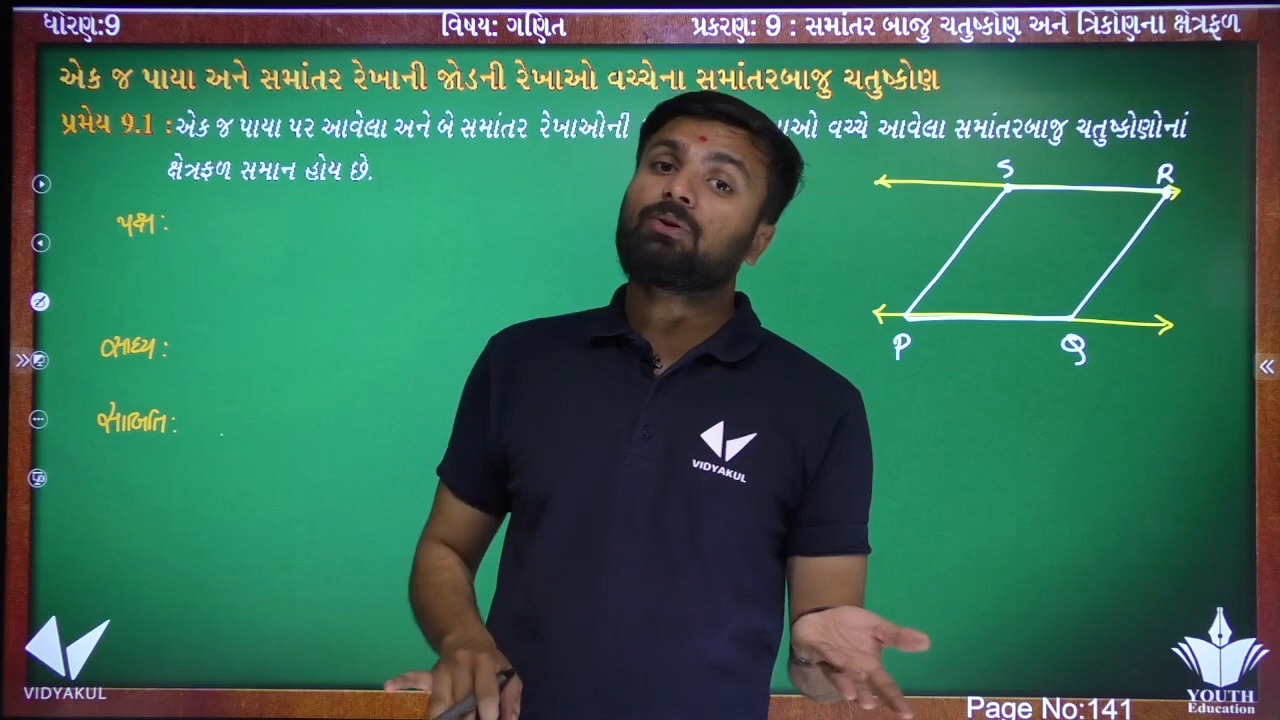 ધોરણ:9 વિષય: ગણિત પ્રકરણ: 9 : સમાંતર બાજુ ચતુષ્કોણ અને ત્રિકોણના ક્ષેત્રફળ
એક જ પાયા અને સમાંતર રેખાની જોડની રેખાઓ વચ્ચેના સમાંતરબાજુ ચતુષ્કોણ
પ્રમેય 9.1 : એક જ પાયા પર આવેલા અને બે સમાંતર રેખાઓની વચ્ચે આવેલા સમાંતરબાજુ ચતુષ્કોણોનાં
ક્ષેત્રફળ સમાન હોય છે.
S R
પક્ષ :
P Q
સાધ્ય :
સાબિતિ :
VIDYAKUL
VIDYAKUL
YOUTH
Education
Page No:141